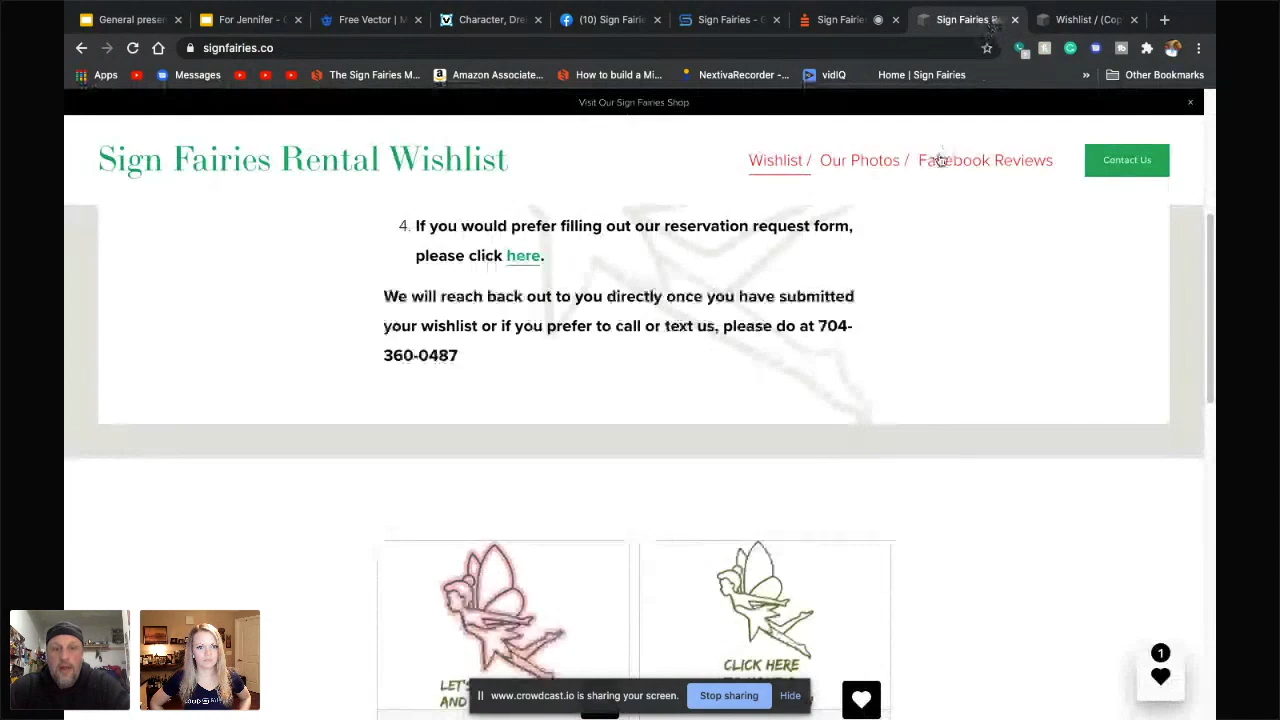 General presen
For Jennifer - G
Free Vector | M
Character, Dre
(10) Sign Fairie
Sign Fairies - G
Sign Fairies
Sign Fairies R
Wishlist / (Cop
signfairies.co
Apps
Messages
The Sign Fairies M...
Amazon Associate...
How to build a Mi...
NextivaRecorder -...
vidIQ
Home | Sign Fairies
»
Other Bookmarks
Visit Our Sign Fairies Shop
Sign Fairies Rental Wishlist
Wishlist / Our Photos / Facebook Reviews
Contact Us
4. If you would prefer filling out our reservation request form,
please click here.
We will reach back out to you directly once you have submitted
your wishlist or if you prefer to call or text us, please do at 704-
360-0487
CLICK HERE
LET'S
AND
1
www.crowdcast.io is sharing your screen.
Stop sharing
Hide